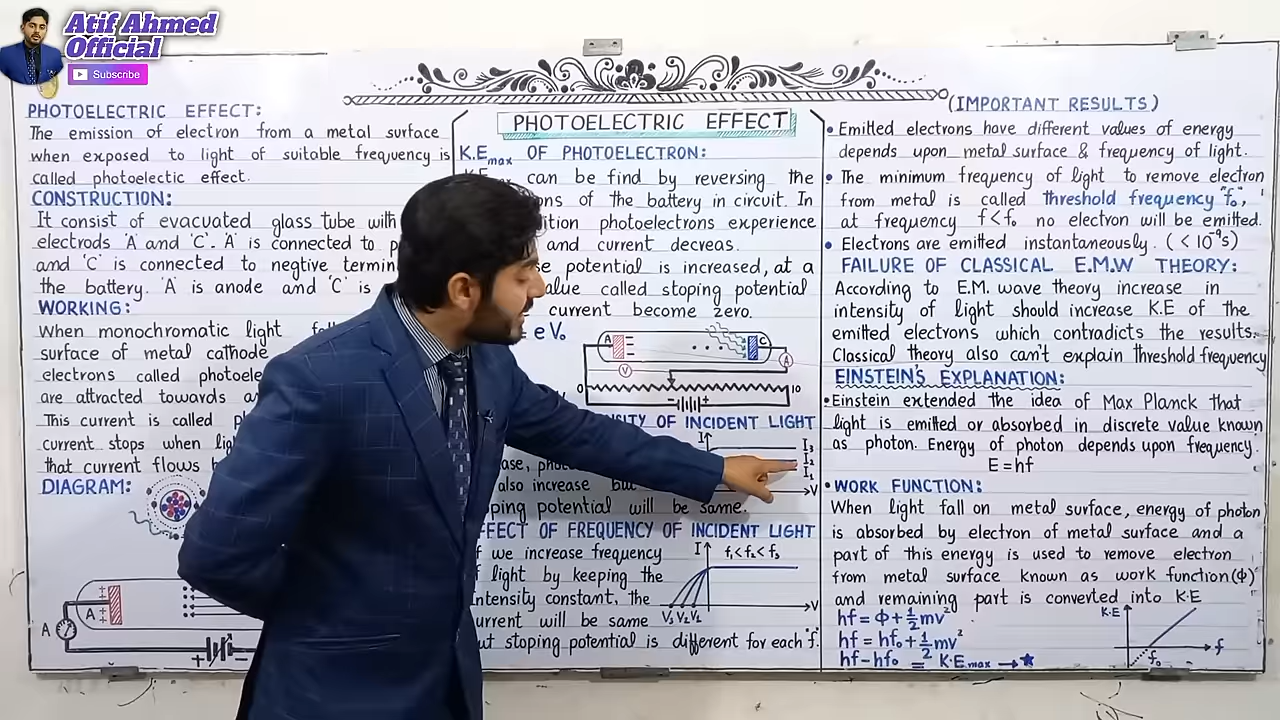 Atif Ahmed
Official
Subscribe
PHOTOELECTRIC EFFECT
PHOTOELECTRIC EFFECT:
The emission of electron from a metal surface
when exposed to light of suitable frequency is
called photoelectic effect.
CONSTRUCTION:
It consist of evacuated glass tube with
electrods 'A' and 'C'. 'A' is connected to
and 'C' is connected to negtive
the battery. 'A' is anode and 'C' is
WORKING:
When monochromatic light
surface of metal cathode
electrons called
are attracted towards
This current is called
current stops when
that current flows
DIAGRAM:
A
A
K.Emax OF PHOTOELECTRON:
can be find by reversing the
of the battery in circuit. In
photoelectrons experience
and current decreas.
potential is increased, at a
called stoping potential
current become zero.
eV₀
A
C
V
A
0
10
- +
OF INCIDENT LIGHT
I
I₃
I₂
I₁
V
also increase but
potential will be same.
EFFECT OF FREQUENCY OF INCIDENT LIGHT
If we increase frequency
of light by keeping the
intensity constant, the
current will be same
but stoping potential is different for each 'f'.
I
f₁<f₂<f₃
V₃V₂V₁
V
(IMPORTANT RESULTS)
• Emitted electrons have different values of energy
depends upon metal surface & frequency of light.
• The minimum frequency of light to remove electron
from metal is called threshold frequency "f₀",
at frequency f<f₀ no electron will be emitted.
• Electrons are emitted instantaneously. (<10⁻⁹s)
FAILURE OF CLASSICAL E.M.W THEORY:
According to E.M. wave theory increase in
intensity of light should increase K.E of the
emitted electrons which contradicts the results.
Classical theory also can't explain threshold frequency
EINSTEIN'S EXPLANATION:
• Einstein extended the idea of Max Planck that
light is emitted or absorbed in discrete value known
as photon. Energy of photon depends upon frequency.
E=hf
• WORK FUNCTION:
When light fall on metal surface, energy of photon
is absorbed by electron of metal surface and a
part of this energy is used to remove electron
from metal surface known as work function(Φ)
and remaining part is converted into K.E
hf = Φ + ½mv²
hf = hf₀ + ½mv²
hf - hf₀ = K.Emax → ★
K.E
f₀
f